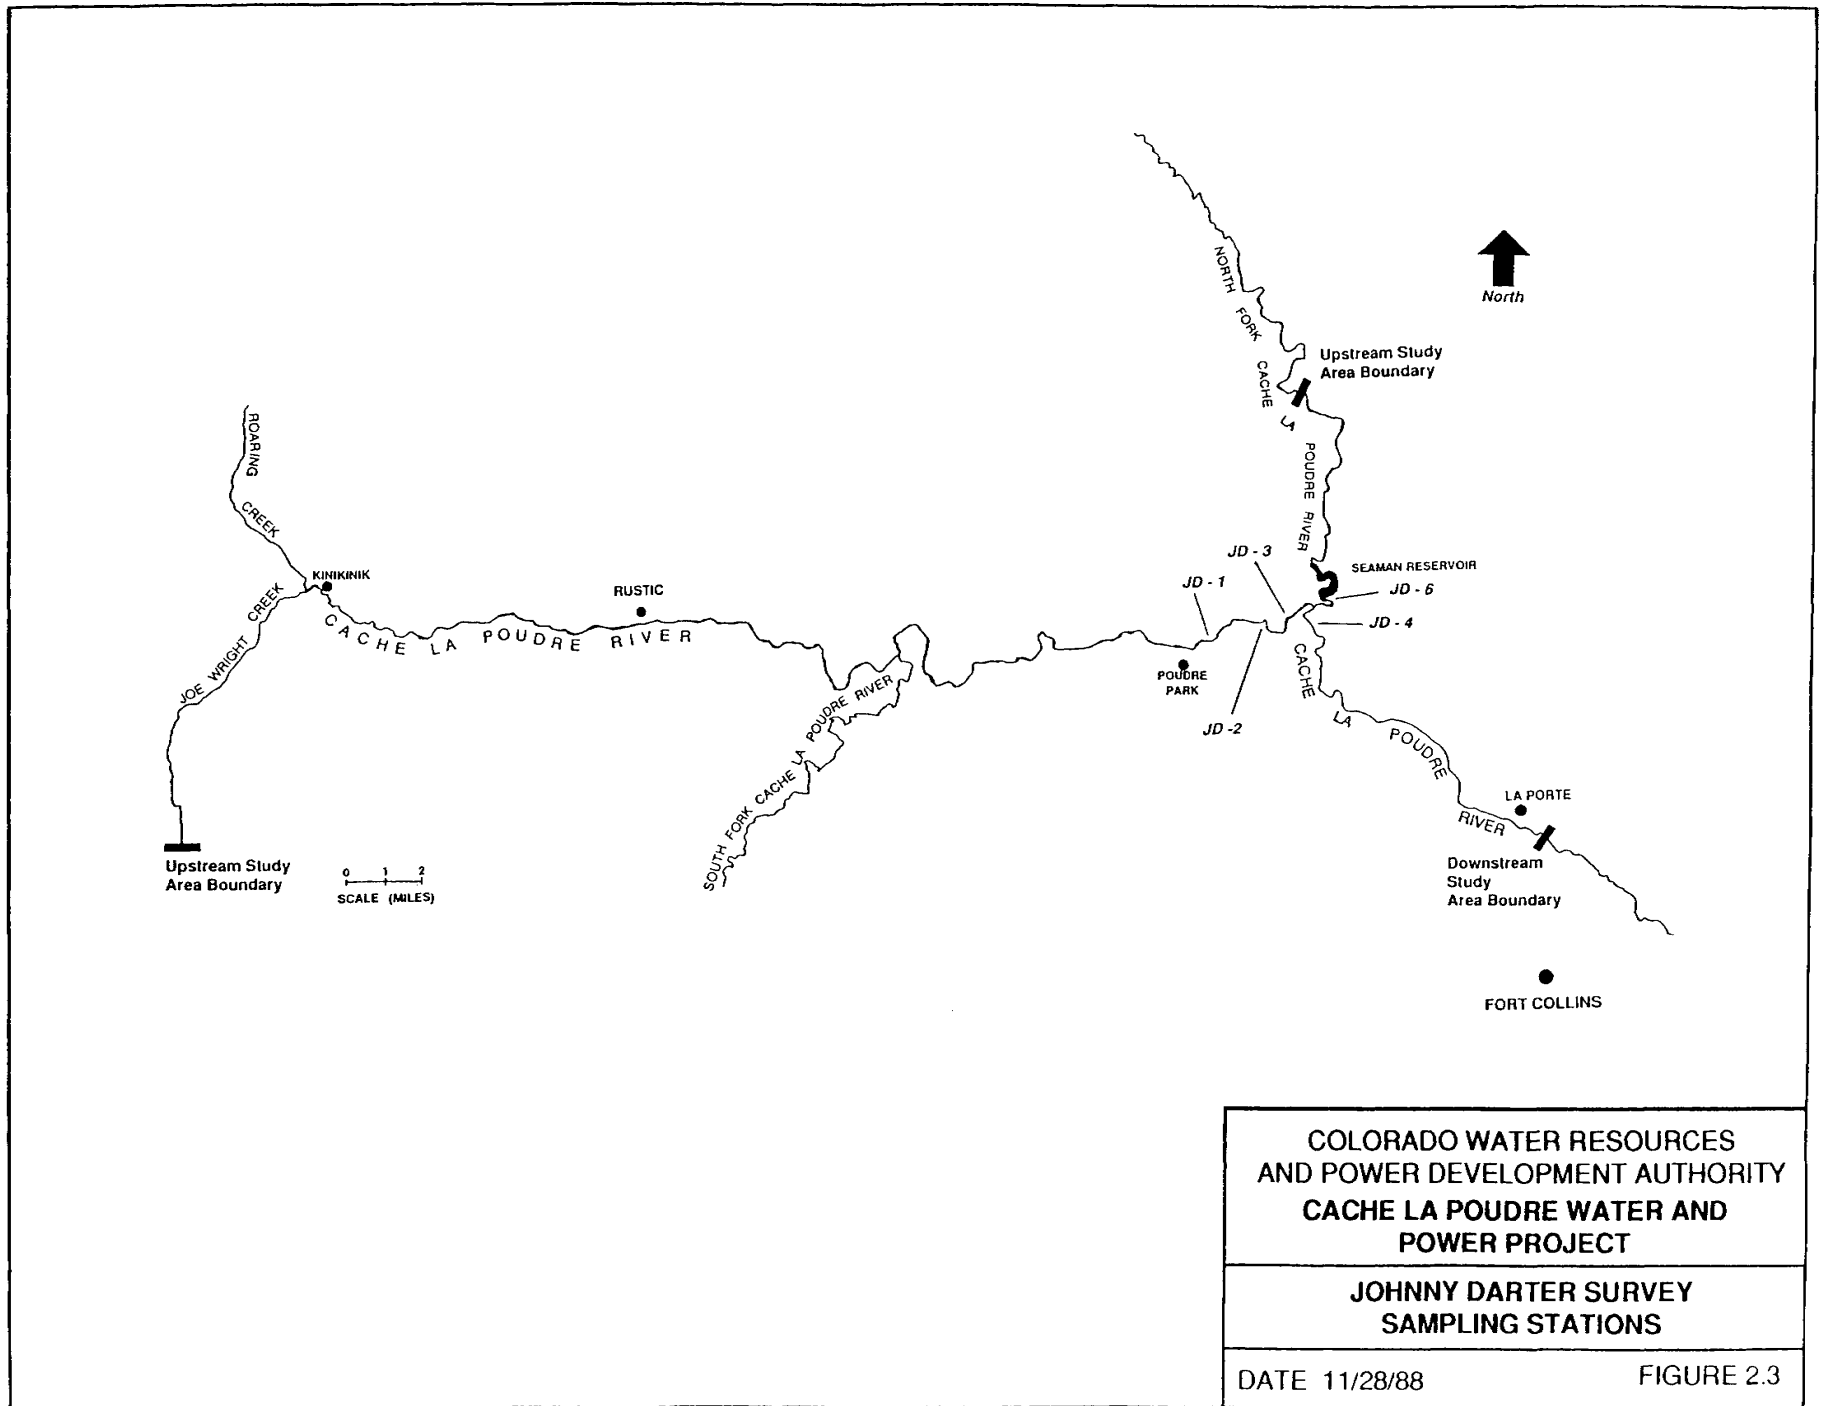 NORTH FORK CACHE LA POUDRE RIVER
North
Upstream Study
Area Boundary
ROARING CREEK
JD - 3
SEAMAN RESERVOIR
KINIKINIK
JD - 1
JD - 6
RUSTIC
JOE WRIGHT CREEK
CACHE LA POUDRE RIVER
JD - 4
POUDRE
PARK
SOUTH FORK CACHE LA POUDRE RIVER
JD -2
CACHE LA POUDRE RIVER
LA PORTE
Upstream Study
Area Boundary
0 1 2
SCALE (MILES)
Downstream
Study
Area Boundary
FORT COLLINS
COLORADO WATER RESOURCES
AND POWER DEVELOPMENT AUTHORITY
CACHE LA POUDRE WATER AND
POWER PROJECT
JOHNNY DARTER SURVEY
SAMPLING STATIONS
DATE 11/28/88
FIGURE 2.3